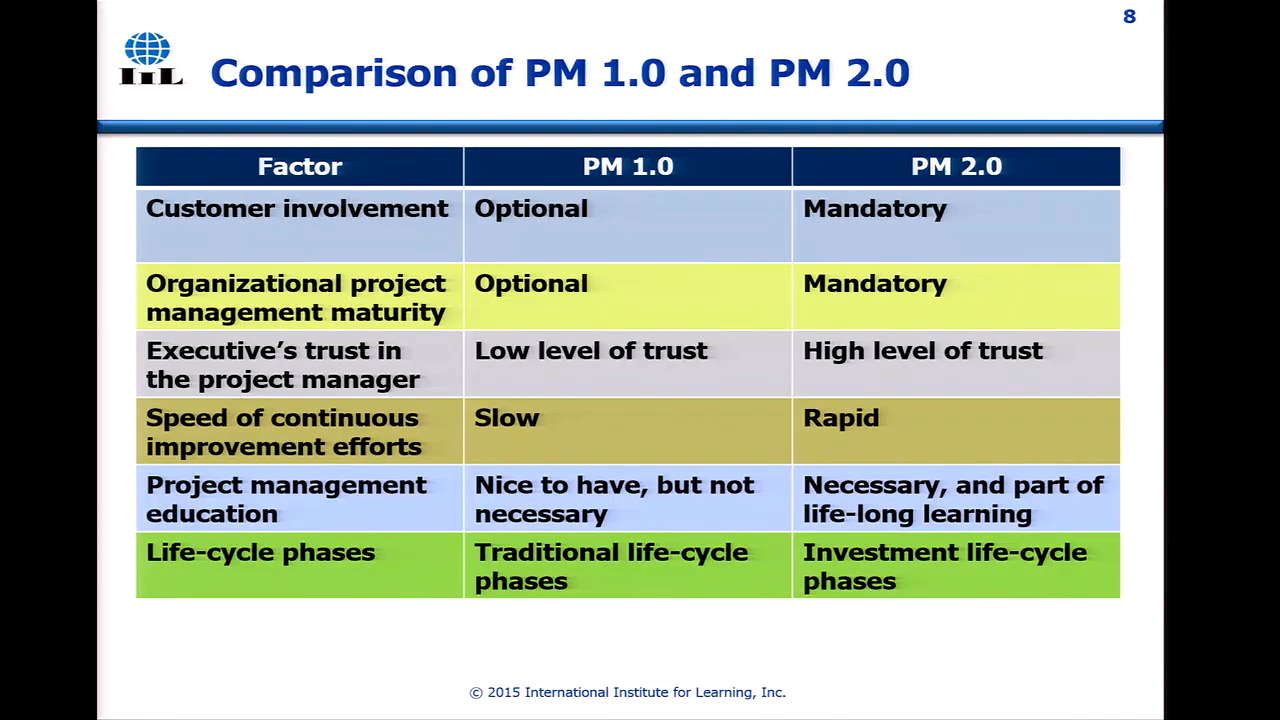 8
IIL
Comparison of PM 1.0 and PM 2.0
Factor PM 1.0 PM 2.0
Customer involvement Optional Mandatory
Organizational project Optional Mandatory
management maturity
Executive’s trust in Low level of trust High level of trust
the project manager
Speed of continuous Slow Rapid
improvement efforts
Project management Nice to have, but not Necessary, and part of
education necessary life-long learning
Life-cycle phases Traditional life-cycle Investment life-cycle
phases phases
© 2015 International Institute for Learning, Inc.